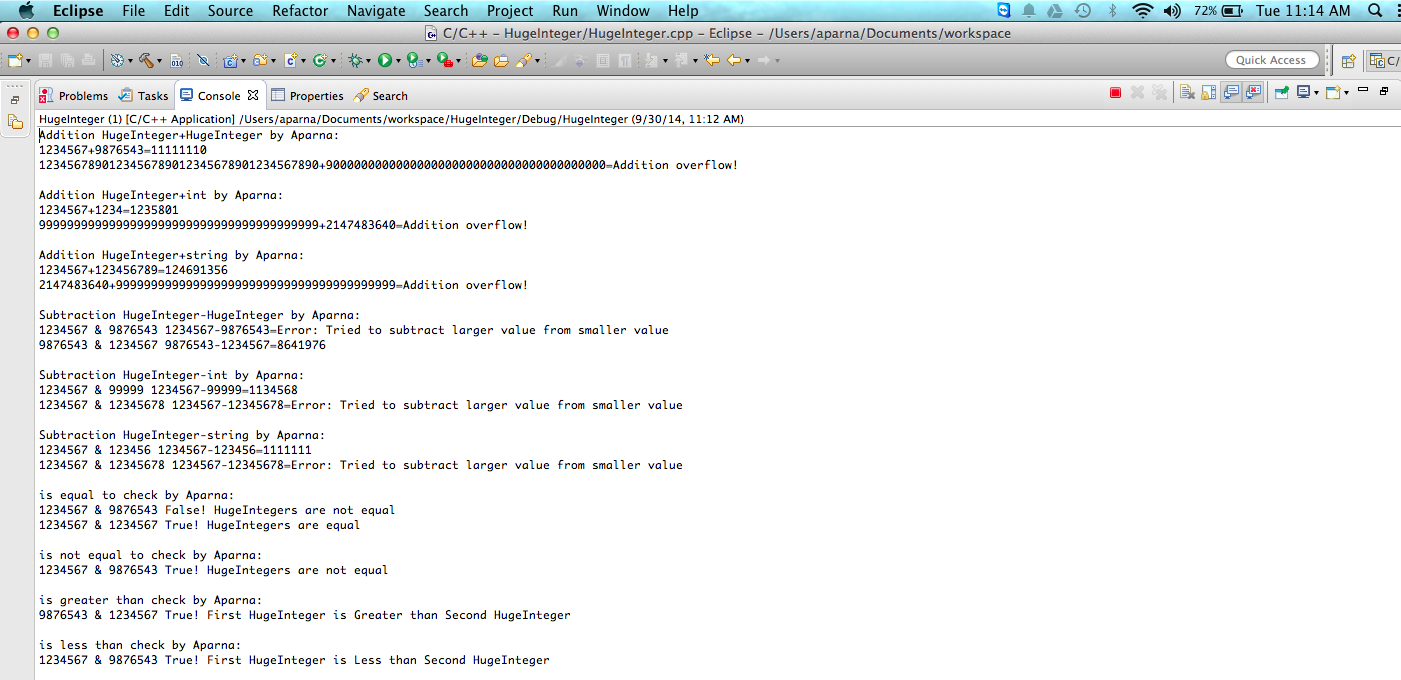 Eclipse File Edit Source Refactor Navigate Search Project Run Window Help 72% Tue 11:14 AM
C/C++ – HugeInteger/HugeInteger.cpp – Eclipse – /Users/aparna/Documents/workspace
Quick Access C/
Problems Tasks Console Properties Search
HugeInteger (1) [C/C++ Application] /Users/aparna/Documents/workspace/HugeInteger/Debug/HugeInteger (9/30/14, 11:12 AM)
Addition HugeInteger+HugeInteger by Aparna:
1234567+9876543=11111110
1234567890123456789012345678901234567890+9000000000000000000000000000000000000000=Addition overflow!
Addition HugeInteger+int by Aparna:
1234567+1234=1235801
9999999999999999999999999999999999999999+2147483640=Addition overflow!
Addition HugeInteger+string by Aparna:
1234567+123456789=124691356
2147483640+9999999999999999999999999999999999999999=Addition overflow!
Subtraction HugeInteger-HugeInteger by Aparna:
1234567 & 9876543 1234567-9876543=Error: Tried to subtract larger value from smaller value
9876543 & 1234567 9876543-1234567=8641976
Subtraction HugeInteger-int by Aparna:
1234567 & 99999 1234567-99999=1134568
1234567 & 12345678 1234567-12345678=Error: Tried to subtract larger value from smaller value
Subtraction HugeInteger-string by Aparna:
1234567 & 123456 1234567-123456=1111111
1234567 & 12345678 1234567-12345678=Error: Tried to subtract larger value from smaller value
is equal to check by Aparna:
1234567 & 9876543 False! HugeIntegers are not equal
1234567 & 1234567 True! HugeIntegers are equal
is not equal to check by Aparna:
1234567 & 9876543 True! HugeIntegers are not equal
is greater than check by Aparna:
9876543 & 1234567 True! First HugeInteger is Greater than Second HugeInteger
is less than check by Aparna:
1234567 & 9876543 True! First HugeInteger is Less than Second HugeInteger